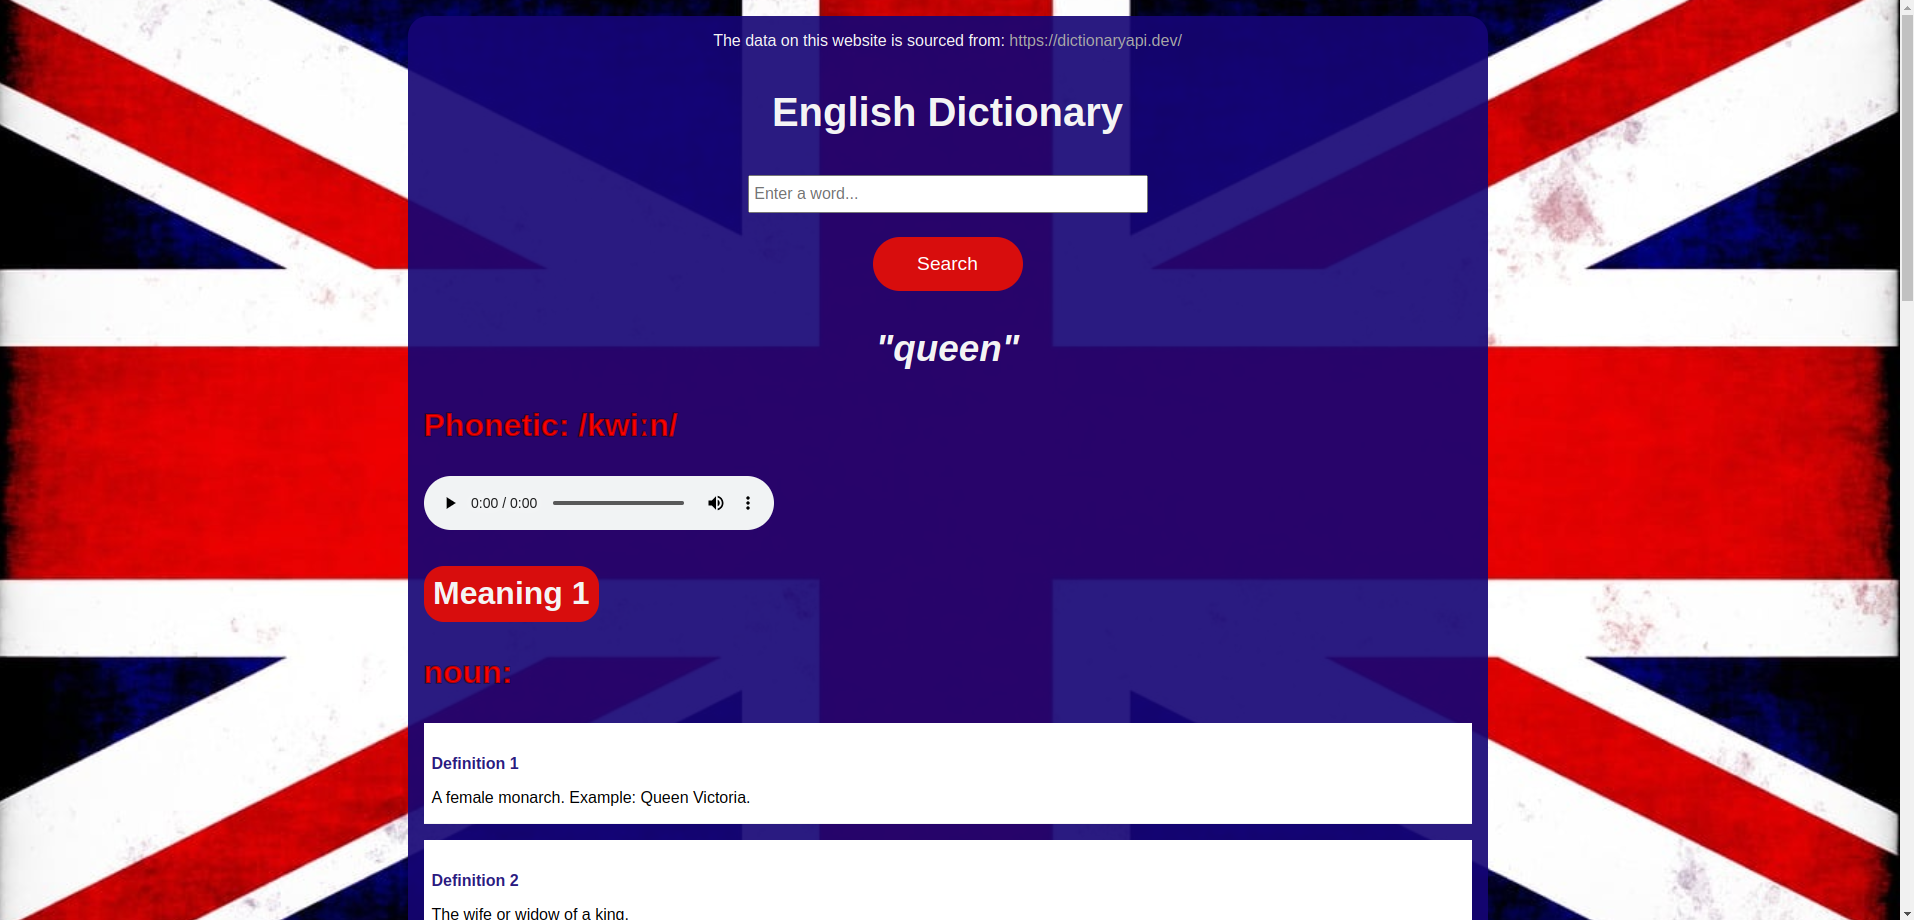 The data on this website is sourced from: https://dictionaryapi.dev/
English Dictionary
Enter a word...
Search
"queen"
Phonetic: /kwiːn/
0:00 / 0:00
Meaning 1
noun:
Definition 1
A female monarch. Example: Queen Victoria.
Definition 2
The wife or widow of a king.